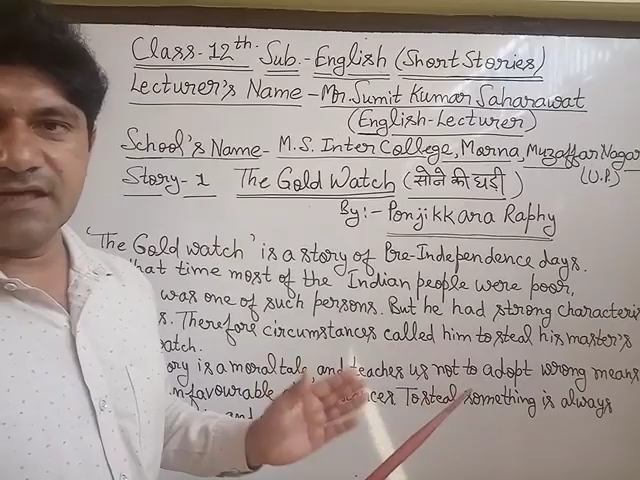 Class-12th. Sub.-English (Short Stories)
Lecturer's Name - Mr. Sumit Kumar Saharawat
(English-Lecturer)
School's Name - M.S. Inter College, Morna, Muzaffar Nagar
(U.P.)
Story-1 The Gold Watch (सोने की घड़ी)
By:- Ponjikkara Raphy
'The Gold watch' is a story of Pre-Independence days.
that time most of the Indian people were poor.
was one of such persons. But he had strong characteris
s. Therefore circumstances called him to steal his master's
atch.
ory is a moral tale, and teaches us not to adopt wrong means
n-favourable To steal something is always
and